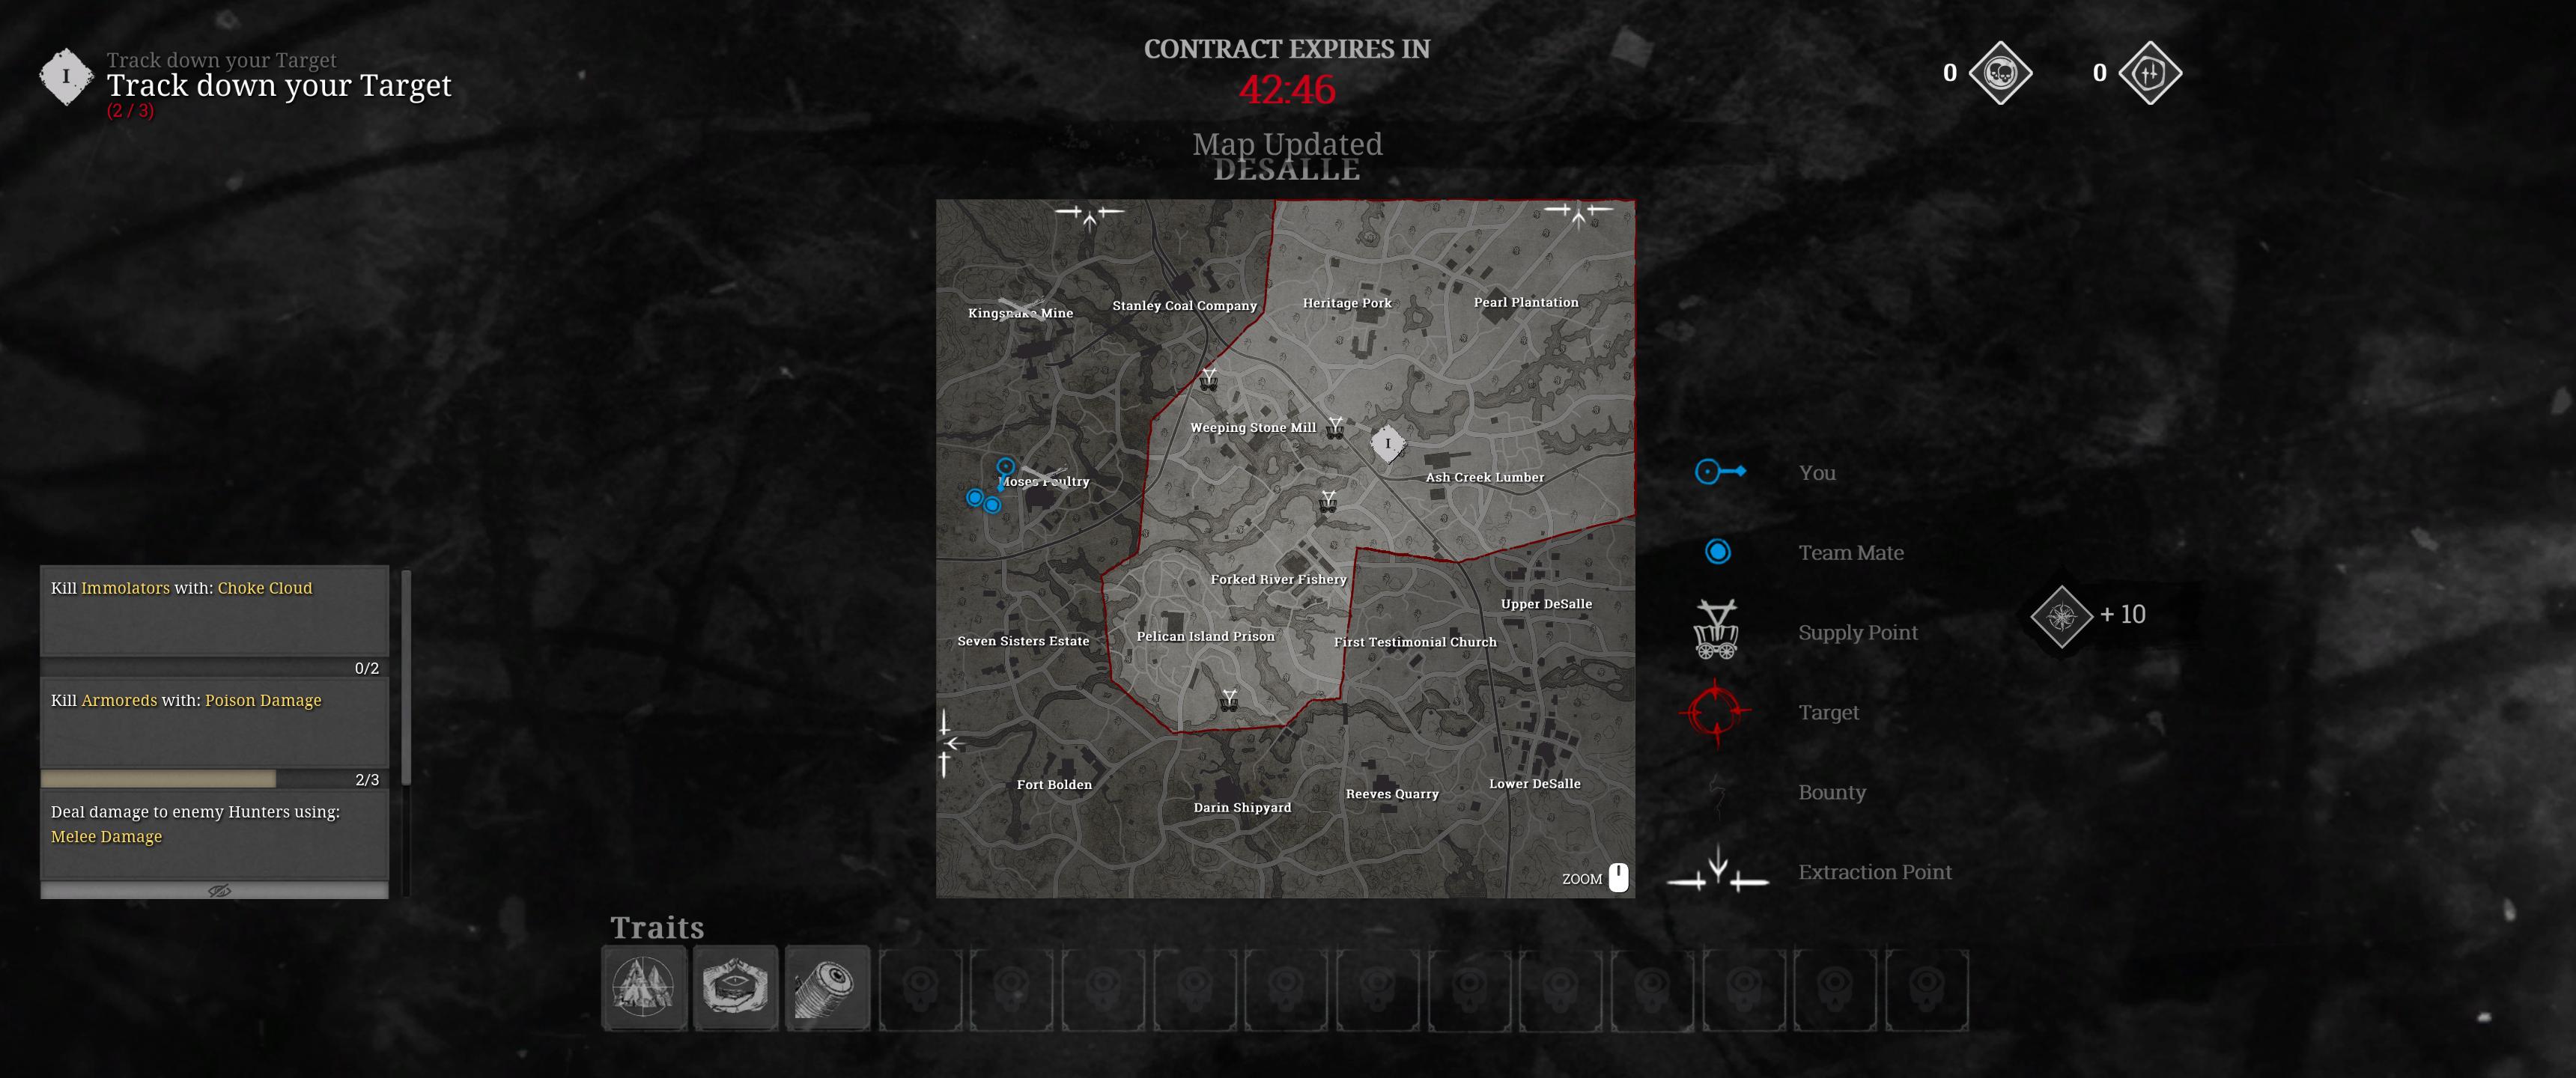 I
Track down your Target
Track down your Target
(2 / 3)
CONTRACT EXPIRES IN
42:46
0
0
Map Updated
DESALLE
Kingsnake Mine
Stanley Coal Company
Heritage Pork
Pearl Plantation
Weeping Stone Mill
I
Moses Poultry
Ash Creek Lumber
Forked River Fishery
Upper DeSalle
Seven Sisters Estate
Pelican Island Prison
First Testimonial Church
Fort Bolden
Darin Shipyard
Reeves Quarry
Lower DeSalle
ZOOM
You
Team Mate
Supply Point
+ 10
Target
Bounty
Extraction Point
Kill Immolators with: Choke Cloud
0/2
Kill Armoreds with: Poison Damage
2/3
Deal damage to enemy Hunters using:
Melee Damage
Traits